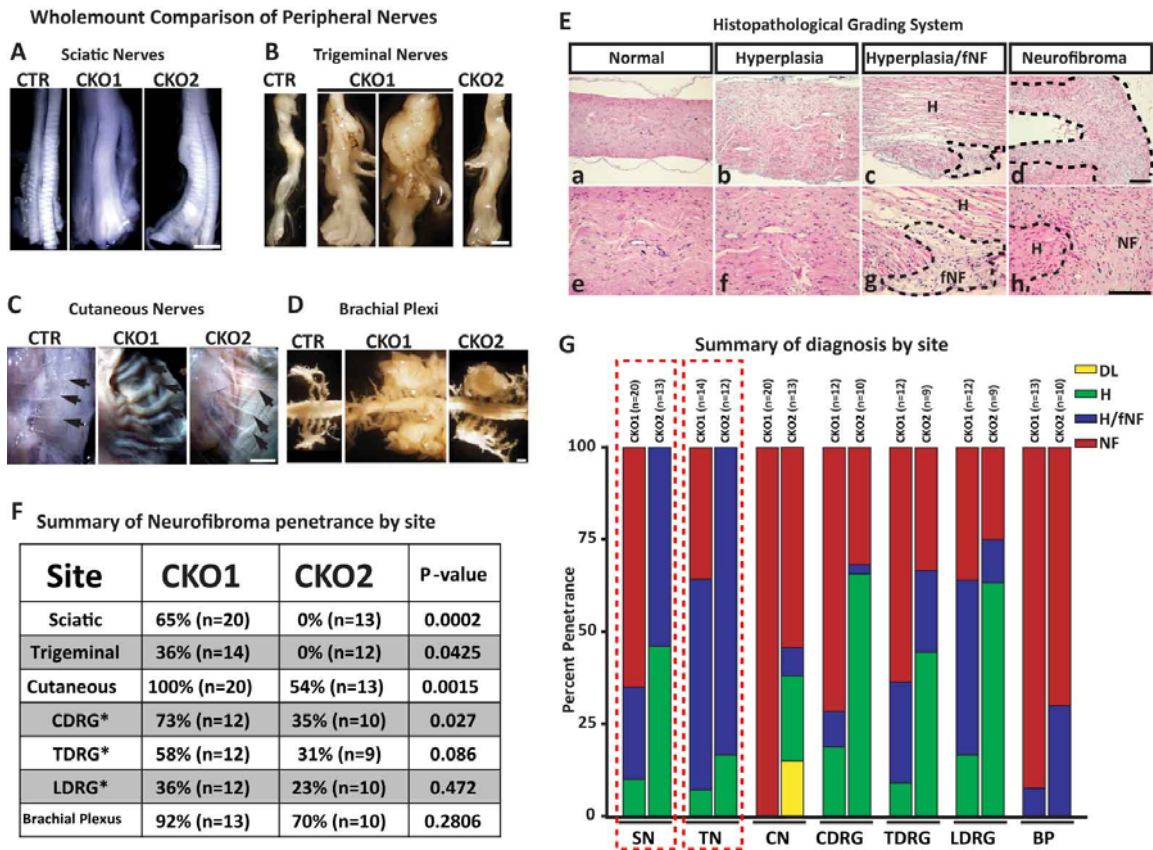 Wholemount Comparison of Peripheral Nerves
A Sciatic Nerves
CTR CKO1 CKO2
B Trigeminal Nerves
CTR CKO1 CKO2
C Cutaneous Nerves
CTR CKO1 CKO2
D Brachial Plexi
CTR CKO1 CKO2
E Histopathological Grading System
Normal Hyperplasia Hyperplasia/fNF Neurofibroma
H
a b c d
H
H NF
fNF
e f g h
F Summary of Neurofibroma penetrance by site
Site CKO1 CKO2 P-value
Sciatic 65% (n=20) 0% (n=13) 0.0002
Trigeminal 36% (n=14) 0% (n=12) 0.0425
Cutaneous 100% (n=20) 54% (n=13) 0.0015
CDRG* 73% (n=12) 35% (n=10) 0.027
TDRG* 58% (n=12) 31% (n=9) 0.086
LDRG* 36% (n=12) 23% (n=10) 0.472
Brachial Plexus 92% (n=13) 70% (n=10) 0.2806
G Summary of diagnosis by site
DL
H
H/fNF
NF
CKO1 (n=20)
CKO2 (n=13)
CKO1 (n=14)
CKO2 (n=12)
CKO1 (n=20)
CKO2 (n=13)
CKO1 (n=12)
CKO2 (n=10)
CKO1 (n=12)
CKO2 (n=9)
CKO1 (n=12)
CKO2 (n=9)
CKO1 (n=13)
CKO2 (n=10)
Percent Penetrance
100
75
50
25
0
SN TN CN CDRG TDRG LDRG BP